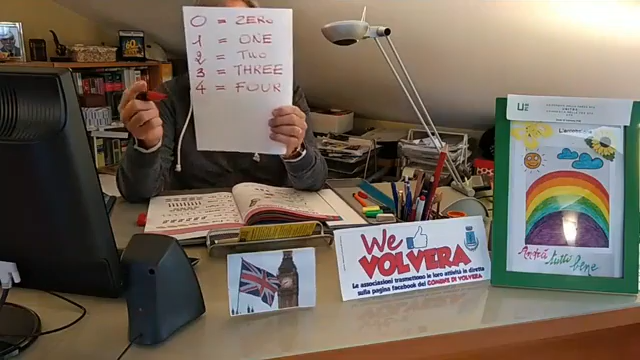 0 = ZERO
1 = ONE
2 = TWO
3 = THREE
4 = FOUR
We
VOLVERA
Le associazioni trasmettono le loro attività in diretta
sulla pagina facebook del COMUNE DI VOLVERA
Andrà tutto bene